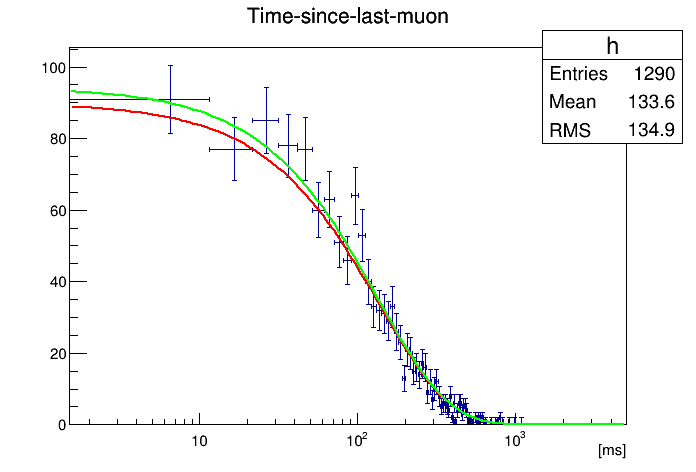 Time-since-last-muon
h
Entries 1290
Mean 133.6
RMS 134.9
100
80
60
40
20
0
10 10² 10³
[ms]